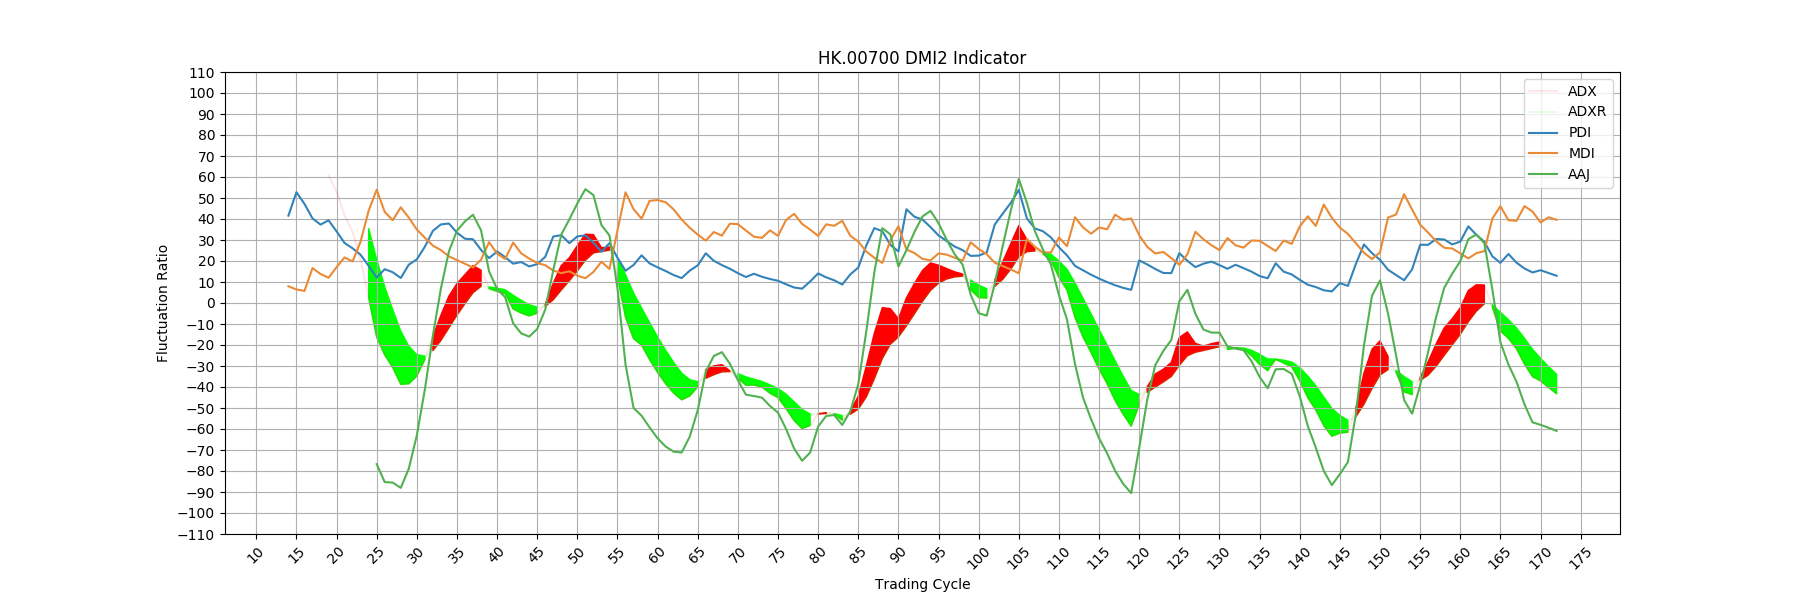 HK.00700 DMI2 Indicator
110
100
90
80
70
60
50
40
30
20
10
0
−10
−20
−30
−40
−50
−60
−70
−80
−90
−100
−110
Fluctuation Ratio
ADX
ADXR
PDI
MDI
AAJ
10 15 20 25 30 35 40 45 50 55 60 65 70 75 80 85 90 95 100 105 110 115 120 125 130 135 140 145 150 155 160 165 170 175
Trading Cycle